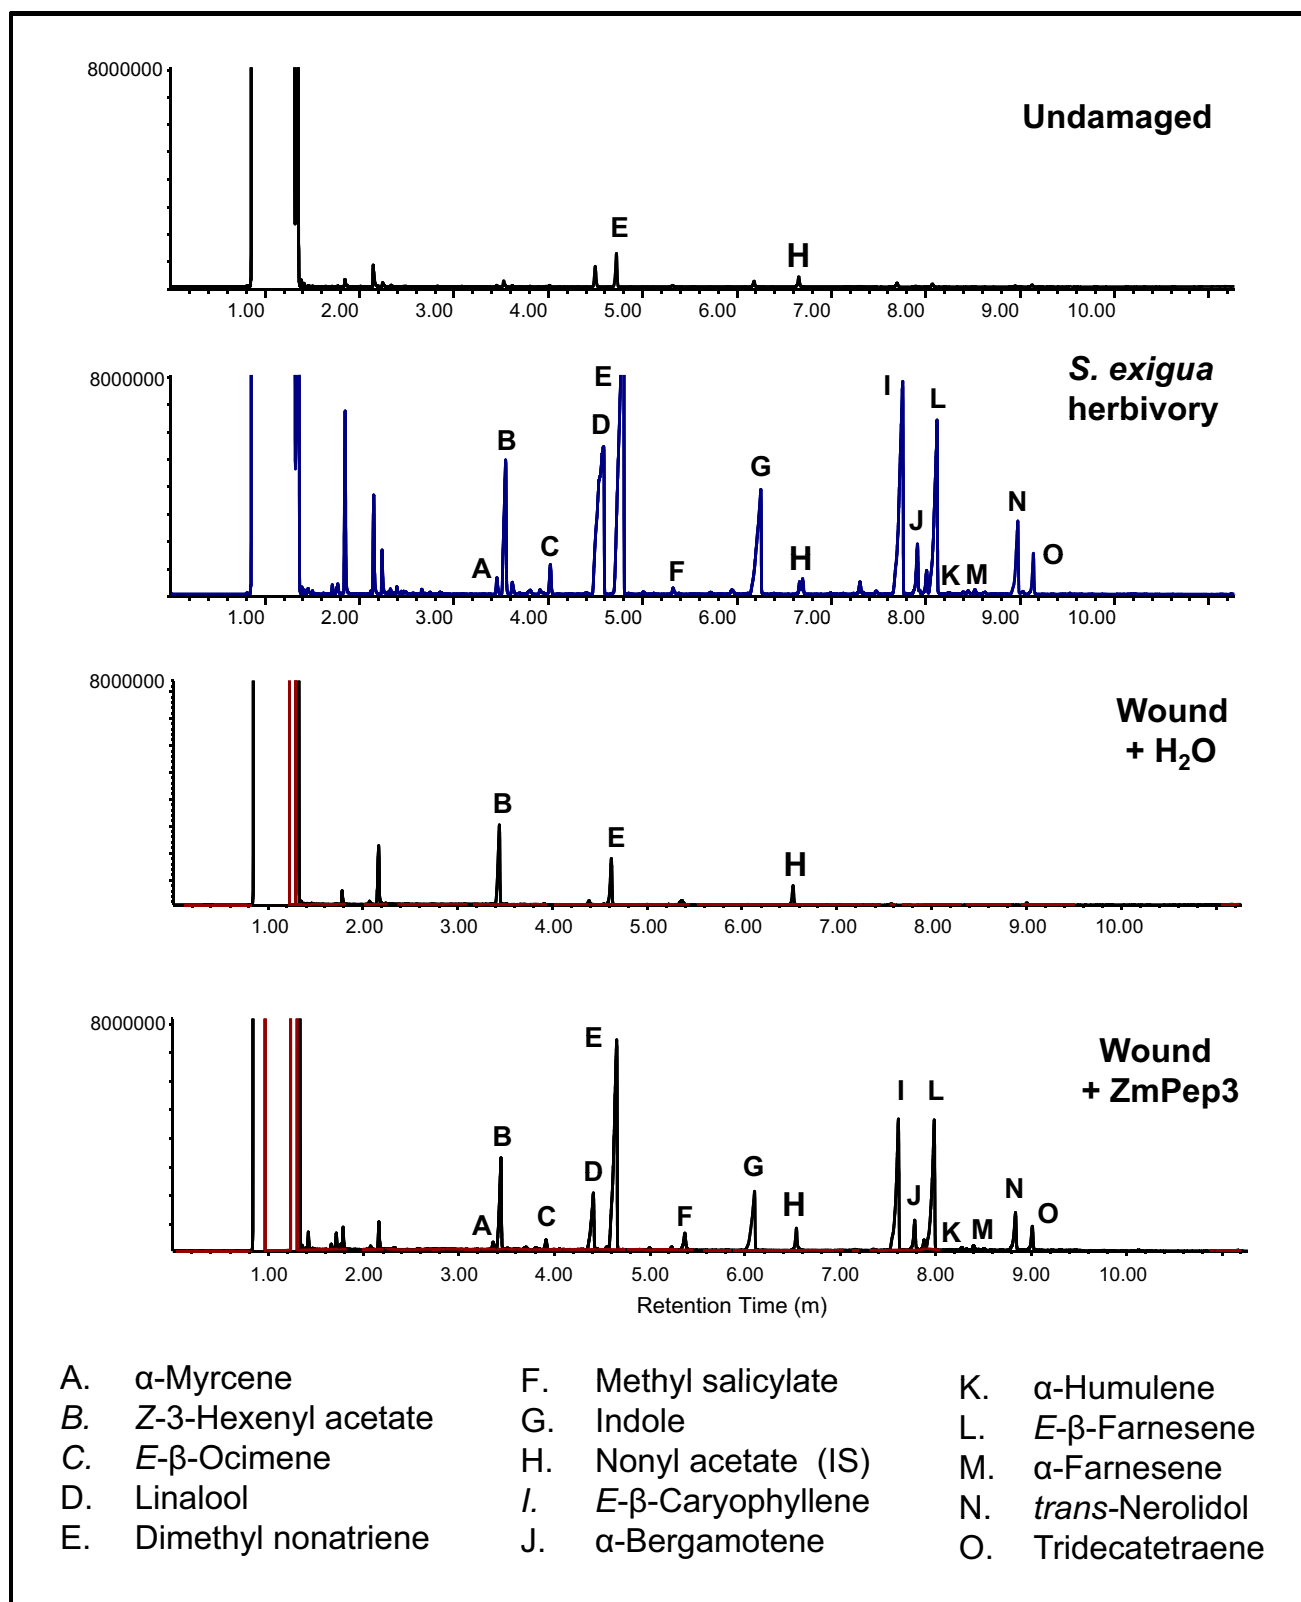 8000000
Undamaged
E
H
1.00 2.00 3.00 4.00 5.00 6.00 7.00 8.00 9.00 10.00
S. exigua
herbivory
8000000
E
I
L
D
B
G
N
J
C
H
O
A
F
K
M
1.00 2.00 3.00 4.00 5.00 6.00 7.00 8.00 9.00 10.00
8000000
Wound
+ H₂O
B
E
H
1.00 2.00 3.00 4.00 5.00 6.00 7.00 8.00 9.00 10.00
8000000
Wound
+ ZmPep3
E
I
L
B
D
G
J
N
H
A
C
F
K
M
O
1.00 2.00 3.00 4.00 5.00 6.00 7.00 8.00 9.00 10.00
Retention Time (m)
A. α-Myrcene
B. Z-3-Hexenyl acetate
C. E-β-Ocimene
D. Linalool
E. Dimethyl nonatriene
F. Methyl salicylate
G. Indole
H. Nonyl acetate (IS)
I. E-β-Caryophyllene
J. α-Bergamotene
K. α-Humulene
L. E-β-Farnesene
M. α-Farnesene
N. trans-Nerolidol
O. Tridecatetraene